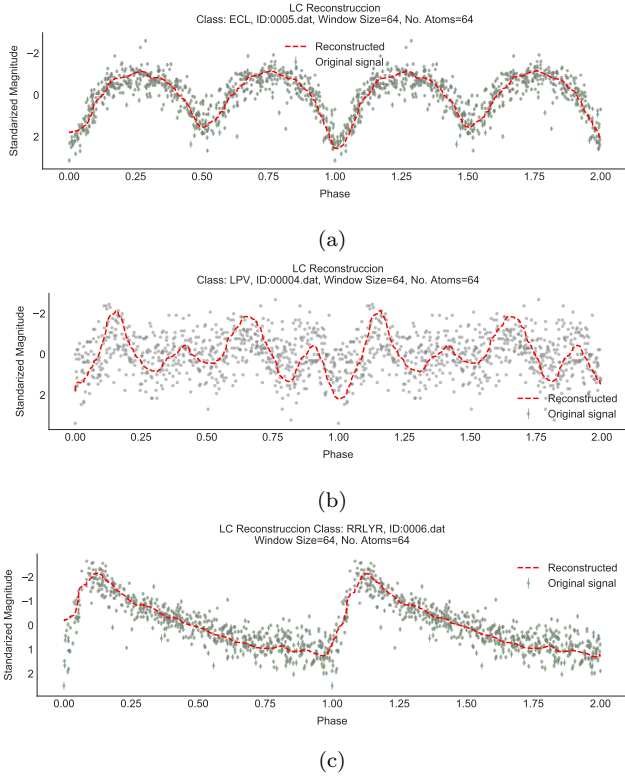 LC Reconstruccion
Class: ECL, ID:0005.dat, Window Size=64, No. Atoms=64
Reconstructed
Original signal
Standarized Magnitude
−2
0
2
0.00 0.25 0.50 0.75 1.00 1.25 1.50 1.75 2.00
Phase
(a)
LC Reconstruccion
Class: LPV, ID:00004.dat, Window Size=64, No. Atoms=64
Standarized Magnitude
−2
0
2
Reconstructed
Original signal
0.00 0.25 0.50 0.75 1.00 1.25 1.50 1.75 2.00
Phase
(b)
LC Reconstruccion Class: RRLYR, ID:0006.dat
Window Size=64, No. Atoms=64
Reconstructed
Original signal
Standarized Magnitude
−2
−1
0
1
2
0.00 0.25 0.50 0.75 1.00 1.25 1.50 1.75 2.00
Phase
(c)